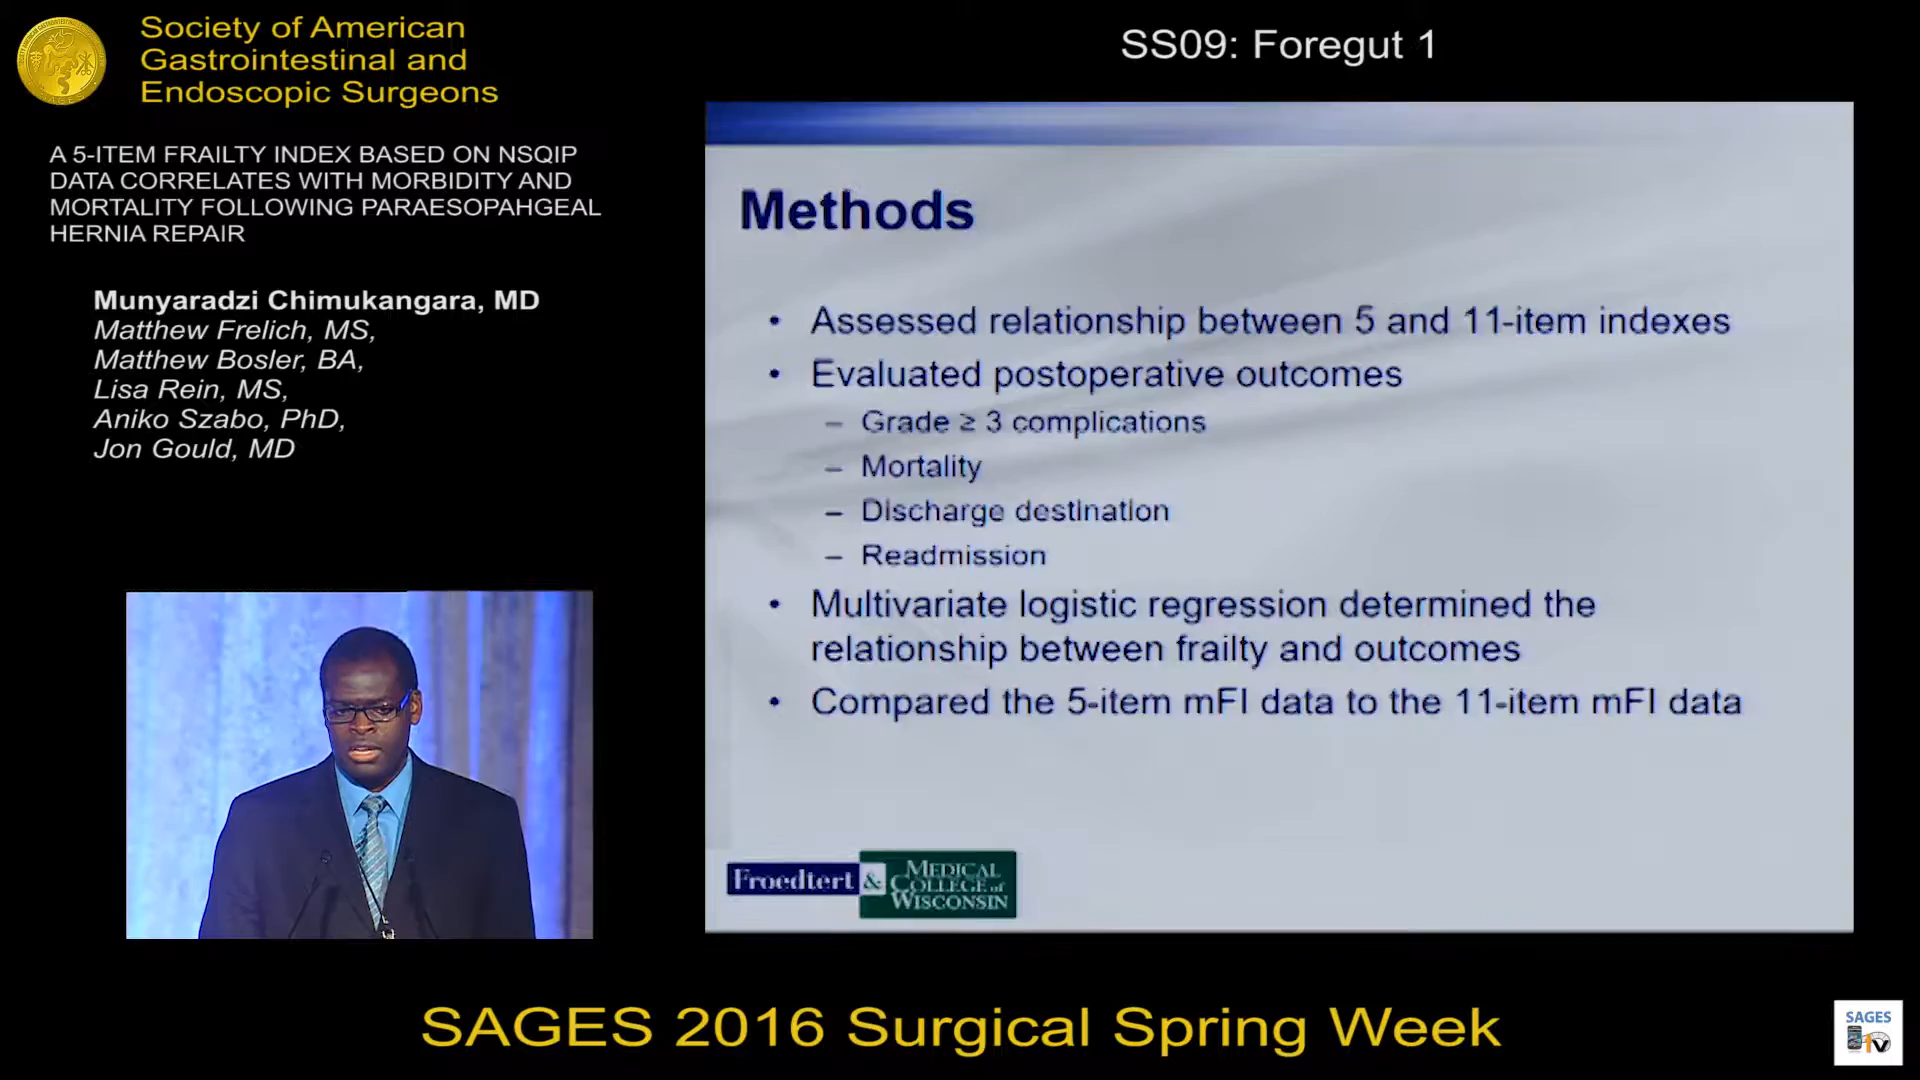 Society of American
Gastrointestinal and
Endoscopic Surgeons
SS09: Foregut 1
A 5-ITEM FRAILTY INDEX BASED ON NSQIP
DATA CORRELATES WITH MORBIDITY AND
MORTALITY FOLLOWING PARAESOPAHGEAL
HERNIA REPAIR
Munyaradzi Chimukangara, MD
Matthew Frelich, MS,
Matthew Bosler, BA,
Lisa Rein, MS,
Aniko Szabo, PhD,
Jon Gould, MD
Methods
• Assessed relationship between 5 and 11-item indexes
• Evaluated postoperative outcomes
– Grade ≥ 3 complications
– Mortality
– Discharge destination
– Readmission
• Multivariate logistic regression determined the
relationship between frailty and outcomes
• Compared the 5-item mFI data to the 11-item mFI data
Froedtert &
MEDICAL
COLLEGE of
WISCONSIN
SAGES 2016 Surgical Spring Week
SAGES
TV